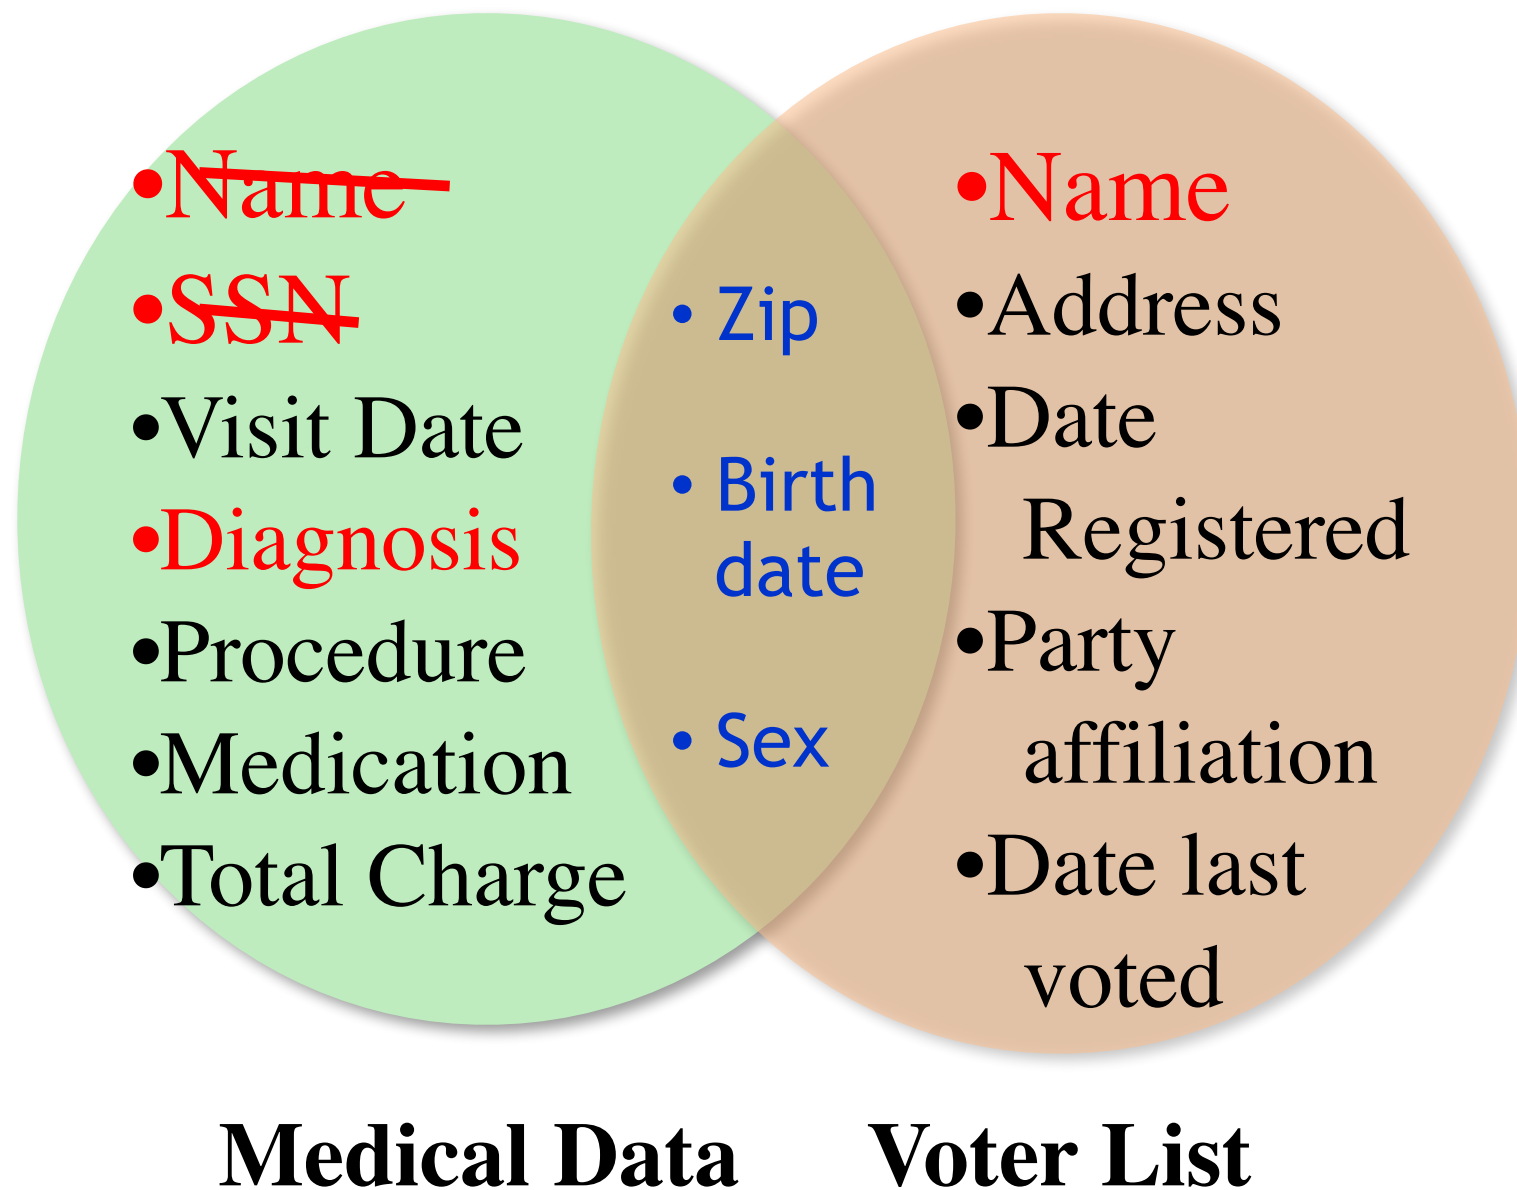 •Name
•SSN
•Visit Date
•Diagnosis
•Procedure
•Medication
•Total Charge
• Zip
• Birth
date
• Sex
•Name
•Address
•Date
Registered
•Party
affiliation
•Date last
voted
Medical Data
Voter List